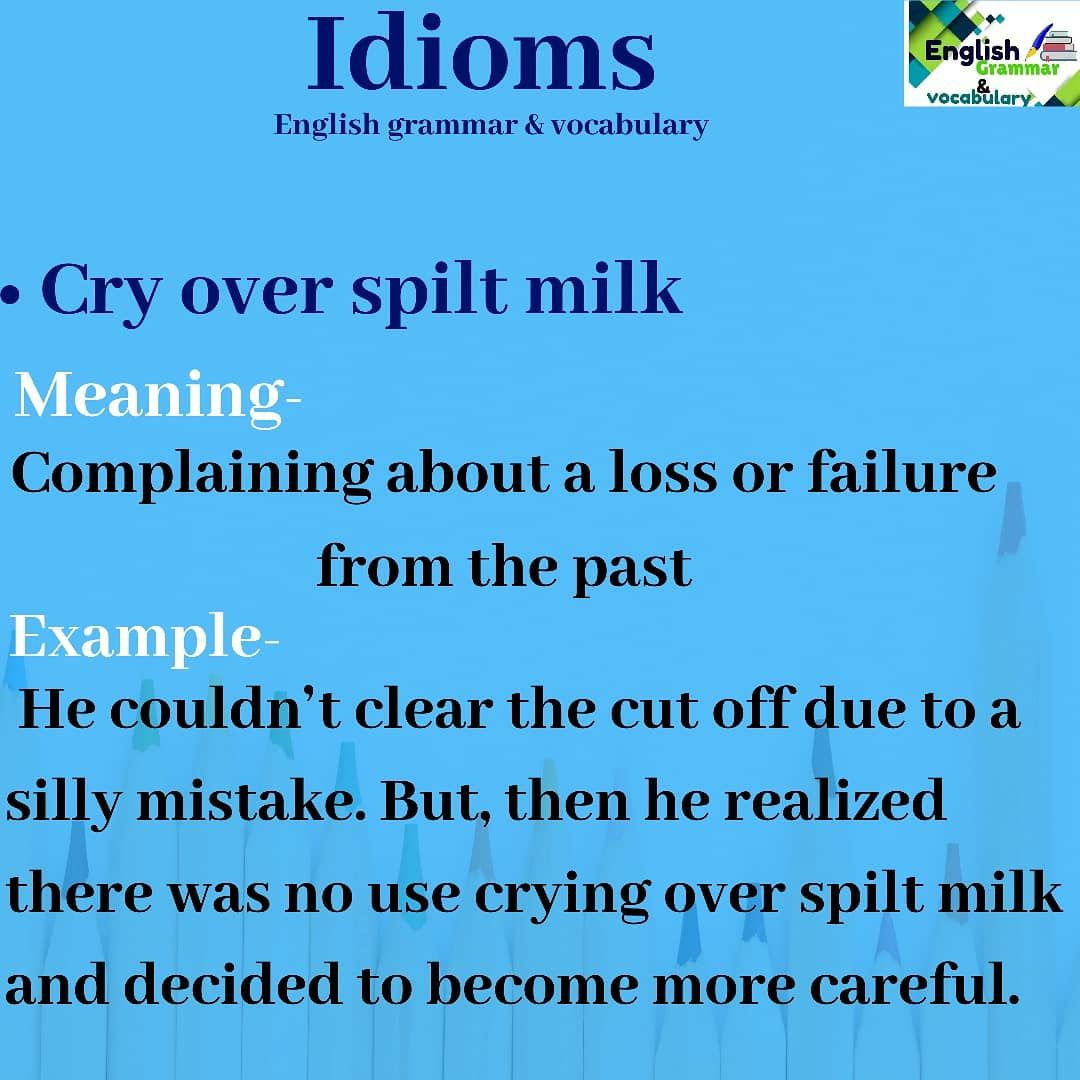 Idioms
English grammar & vocabulary
English
Grammar
&
vocabulary
• Cry over spilt milk
Meaning-
Complaining about a loss or failure
from the past
Example-
He couldn’t clear the cut off due to a
silly mistake. But, then he realized
there was no use crying over spilt milk
and decided to become more careful.